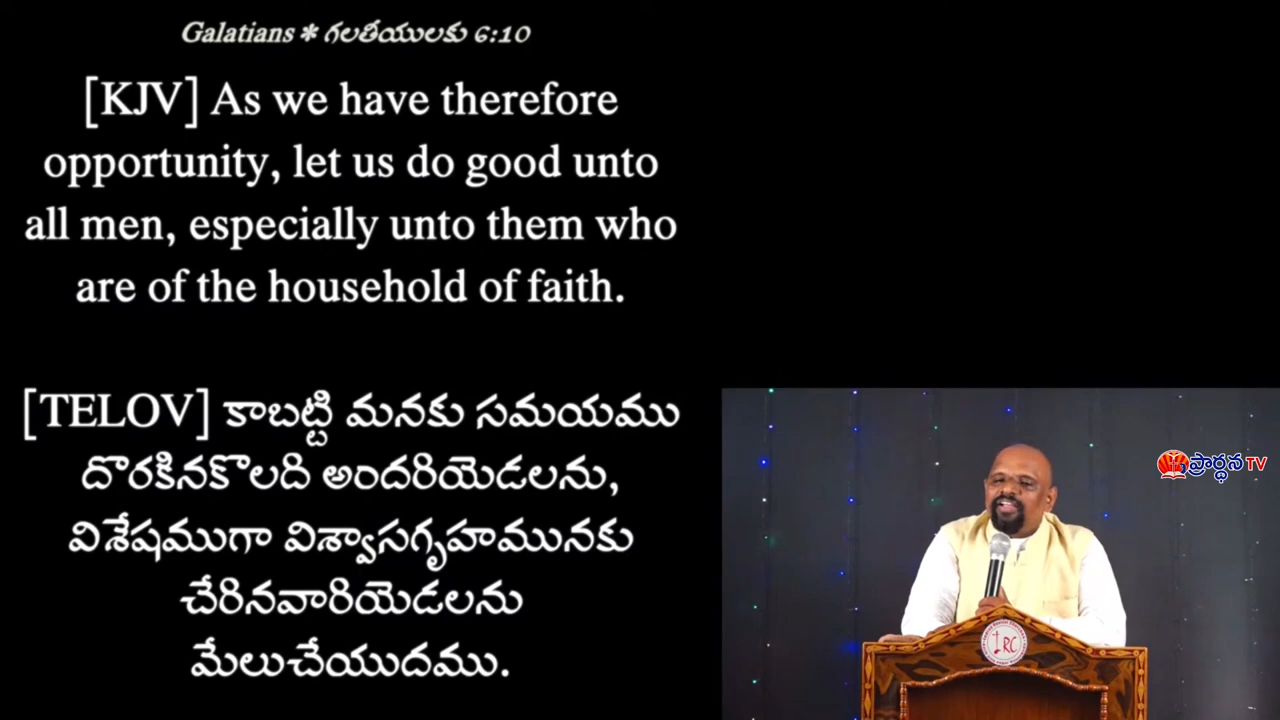 Galatians * గలతీయులకు 6:10
[KJV] As we have therefore
opportunity, let us do good unto
all men, especially unto them who
are of the household of faith.
[TELOV] కాబట్టి మనకు సమయము
దొరకినకొలది అందరియెడలను,
విశేషముగా విశ్వాసగృహమునకు
చేరినవారియెడలను
మేలుచేయుదము.
ప్రార్థన TV
IRC